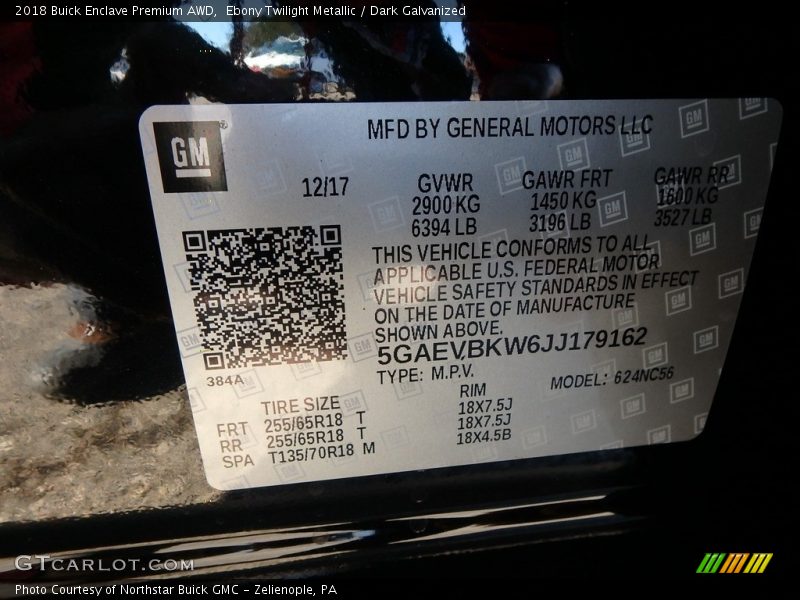 2018 Buick Enclave Premium AWD,  Ebony Twilight Metallic / Dark Galvanized
GM
MFD BY GENERAL MOTORS LLC
12/17
GVWR GAWR FRT GAWR RR
2900 KG 1450 KG 1600 KG
6394 LB 3196 LB 3527 LB
THIS VEHICLE CONFORMS TO ALL
APPLICABLE U.S. FEDERAL MOTOR
VEHICLE SAFETY STANDARDS IN EFFECT
ON THE DATE OF MANUFACTURE
SHOWN ABOVE.
5GAEVBKW6JJ179162
384A
TYPE: M.P.V. MODEL: 624NC56
TIRE SIZE RIM
FRT 255/65R18 T 18X7.5J
RR 255/65R18 T 18X7.5J
SPA T135/70R18 M 18X4.5B
GTCARLOT.COM
Photo Courtesy of Northstar Buick GMC – Zelienople, PA